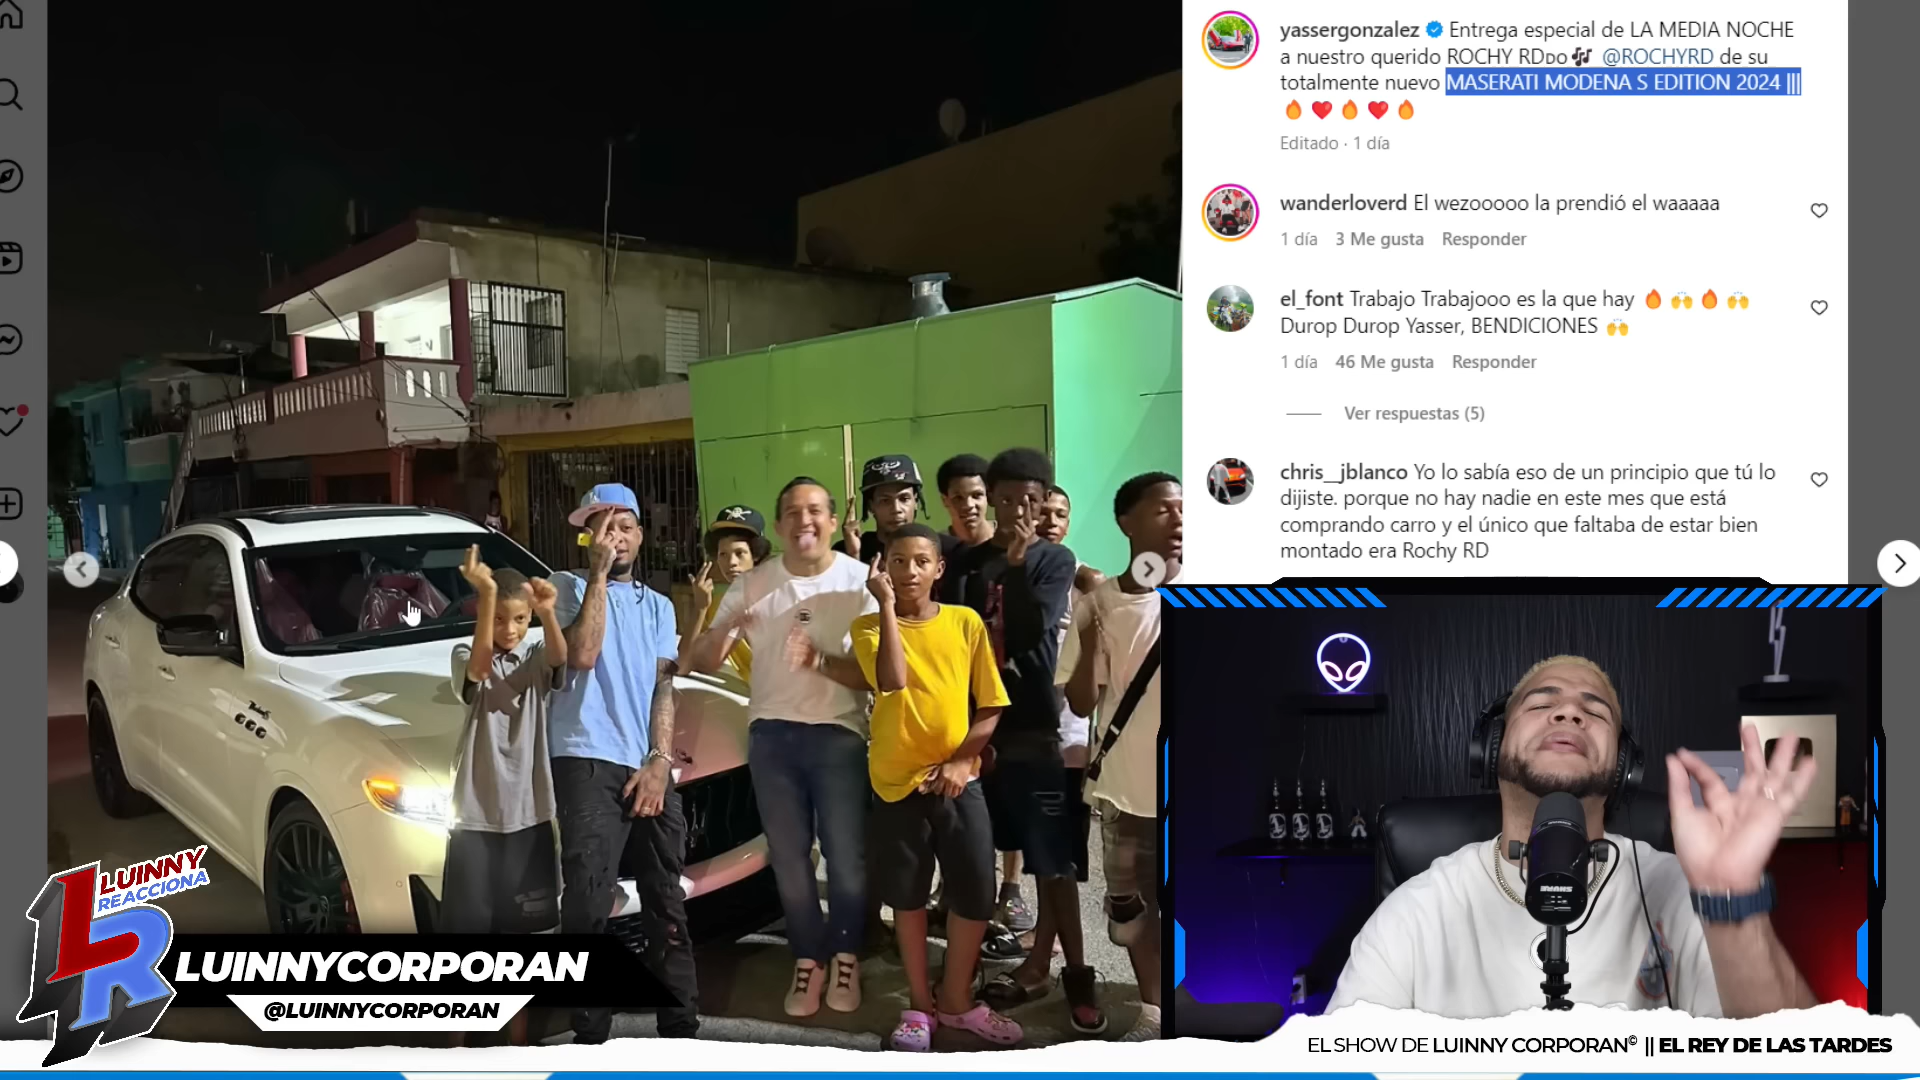 yassergonzalez Entrega especial de LA MEDIA NOCHE
a nuestro querido ROCHY RDDO🎶 @ROCHYRD de su
totalmente nuevo MASERATI MODENA S EDITION 2024 |||
🔥❤️🔥❤️🔥
Editado · 1 día
wanderloverd El wezooooo la prendió el waaaaa
1 día 3 Me gusta Responder
el_font Trabajo Trabajooo es la que hay 🔥🙌🔥🙌
Durop Durop Yasser, BENDICIONES 🙌
1 día 46 Me gusta Responder
Ver respuestas (5)
chris__jblanco Yo lo sabía eso de un principio que tú lo
dijiste. porque no hay nadie en este mes que está
comprando carro y el único que faltaba de estar bien
montado era Rochy RD
SHURE
LUINNY
REACCIONA
LR
LUINNYCORPORAN
@LUINNYCORPORAN
EL SHOW DE LUINNY CORPORAN© || EL REY DE LAS TARDES